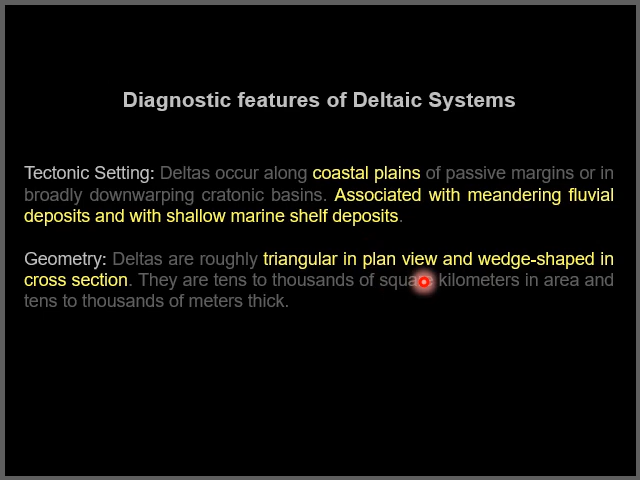 Diagnostic features of Deltaic Systems
Tectonic Setting: Deltas occur along coastal plains of passive margins or in
broadly downwarping cratonic basins. Associated with meandering fluvial
deposits and with shallow marine shelf deposits.
Geometry: Deltas are roughly triangular in plan view and wedge-shaped in
cross section. They are tens to thousands of square kilometers in area and
tens to thousands of meters thick.